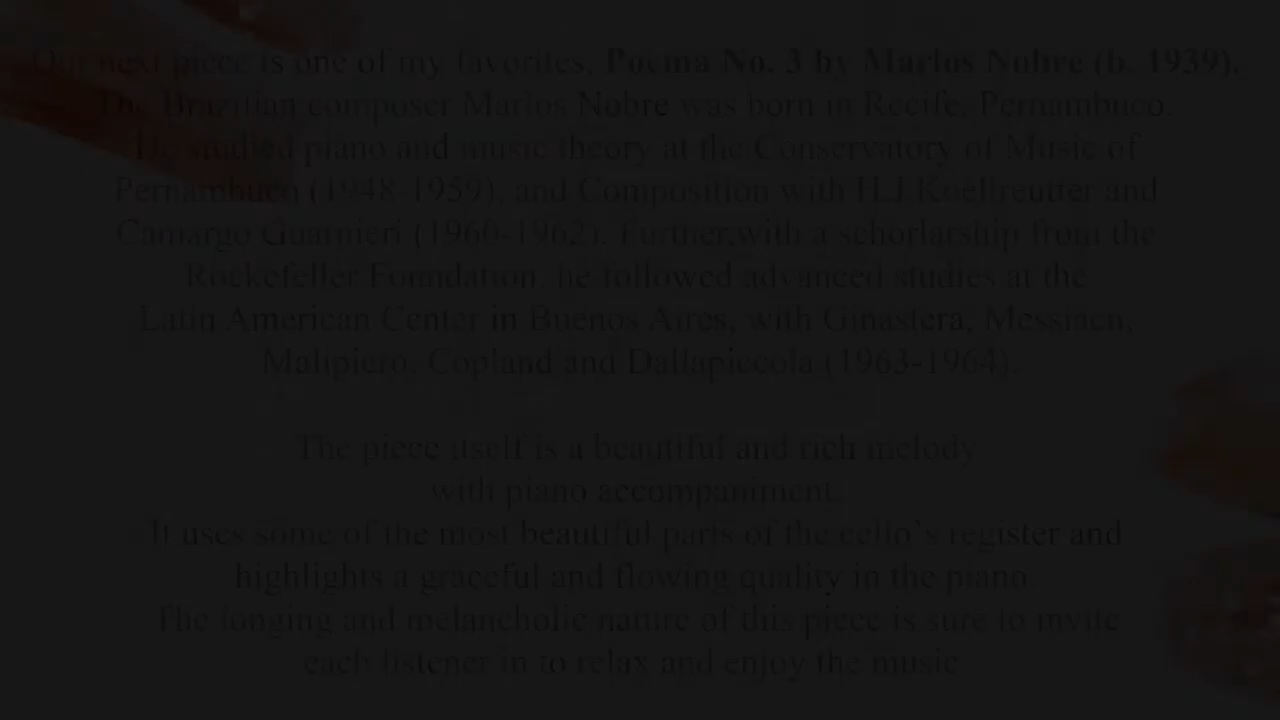 Our next piece is one of my favorites, Poema No. 3 by Marlos Nobre (b. 1939).
The Brazilian composer Marlos Nobre was born in Recife, Pernambuco.
He studied piano and music theory at the Conservatory of Music of
Pernambuco (1948-1959), and Composition with H.J Koellreutter and
Camargo Guarnieri (1960-1962). Further,with a schorlarship from the
Rockefeller Foundation, he followed advanced studies at the
Latin American Center in Buenos Aires, with Ginastera, Messiaen,
Malipiero, Copland and Dallapiccola (1963-1964).
The piece itself is a beautiful and rich melody
with piano accompaniment.
It uses some of the most beautiful parts of the cello's register and
highlights a graceful and flowing quality in the piano.
The longing and melancholic nature of this piece is sure to invite
each listener in to relax and enjoy the music